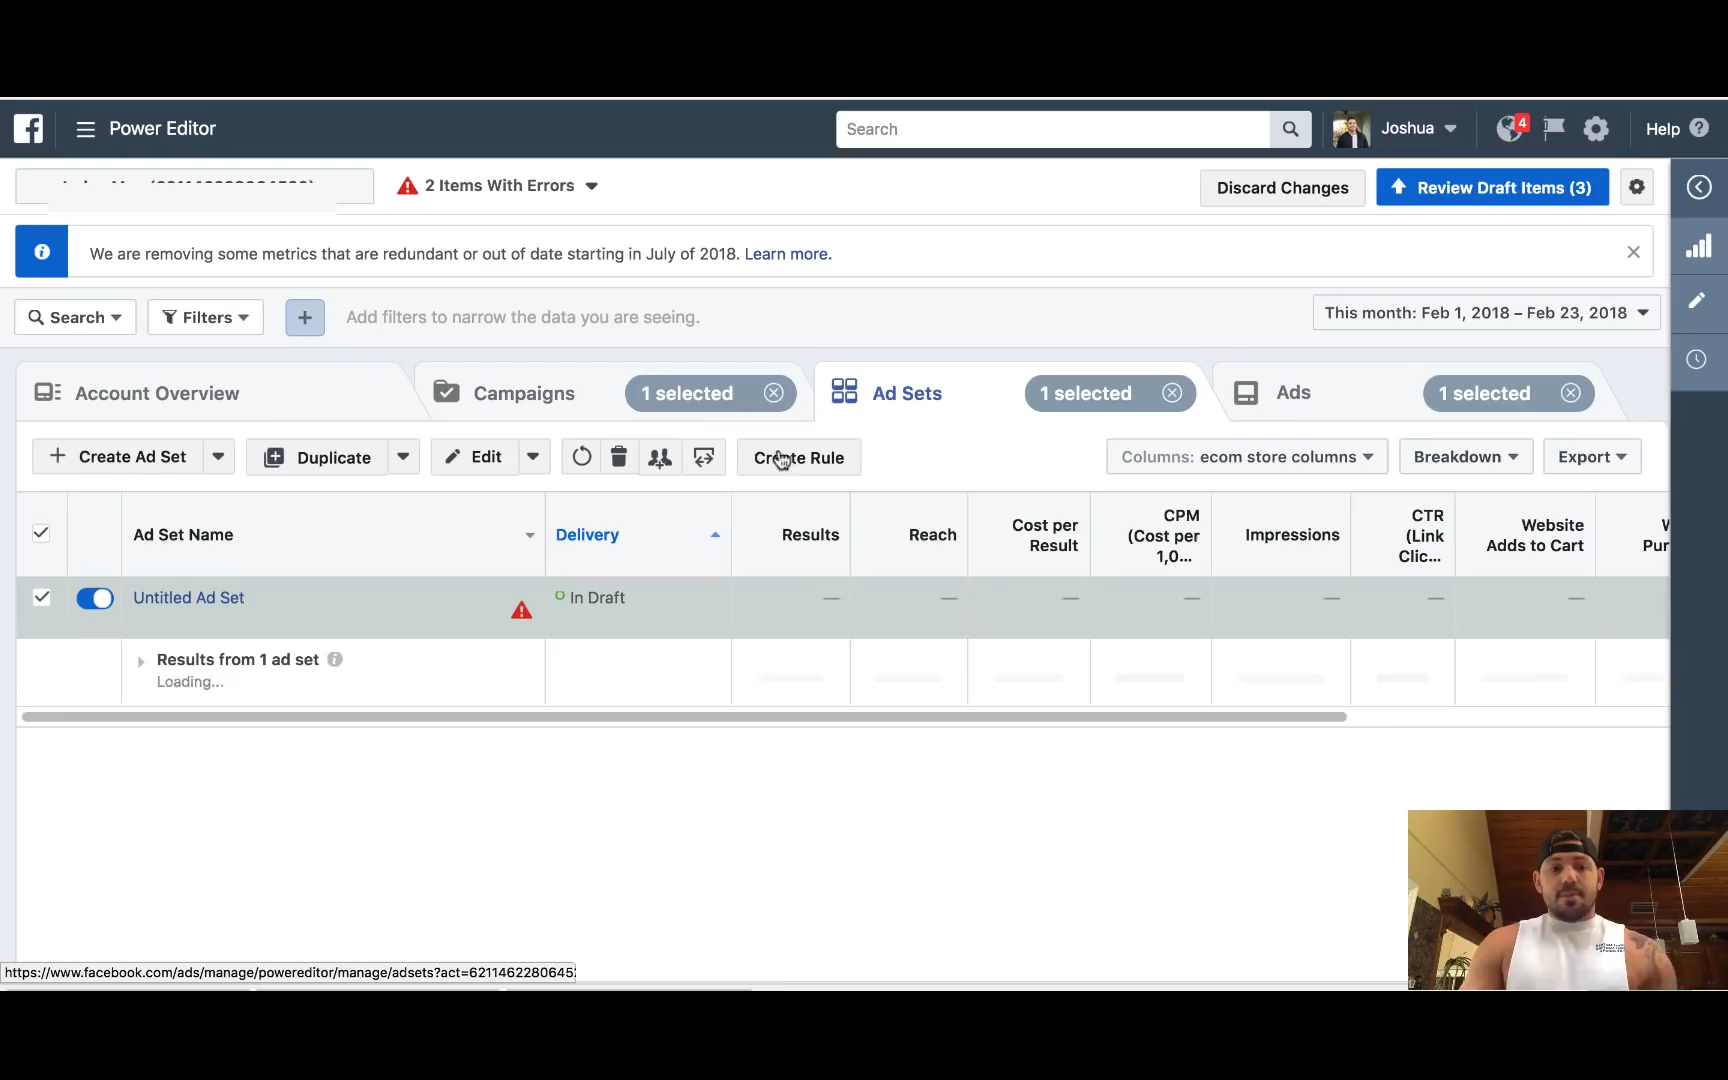 Power Editor
Search
Joshua
4
Help
2 Items With Errors
Discard Changes
Review Draft Items (3)
We are removing some metrics that are redundant or out of date starting in July of 2018. Learn more.
Search
Filters
+
Add filters to narrow the data you are seeing.
This month: Feb 1, 2018 – Feb 23, 2018
Account Overview
Campaigns
1 selected
Ad Sets
1 selected
Ads
1 selected
Create Ad Set
Duplicate
Edit
Create Rule
Columns: ecom store columns
Breakdown
Export
Ad Set Name
Delivery
Results
Reach
Cost per
Result
CPM
(Cost per
1,0...
Impressions
CTR
(Link
Clic...
Website
Adds to Cart
Pur
Untitled Ad Set
In Draft
— — — — — — —
Results from 1 ad set
Loading...
https://www.facebook.com/ads/manage/powereditor/manage/adsets?act=6211462280645